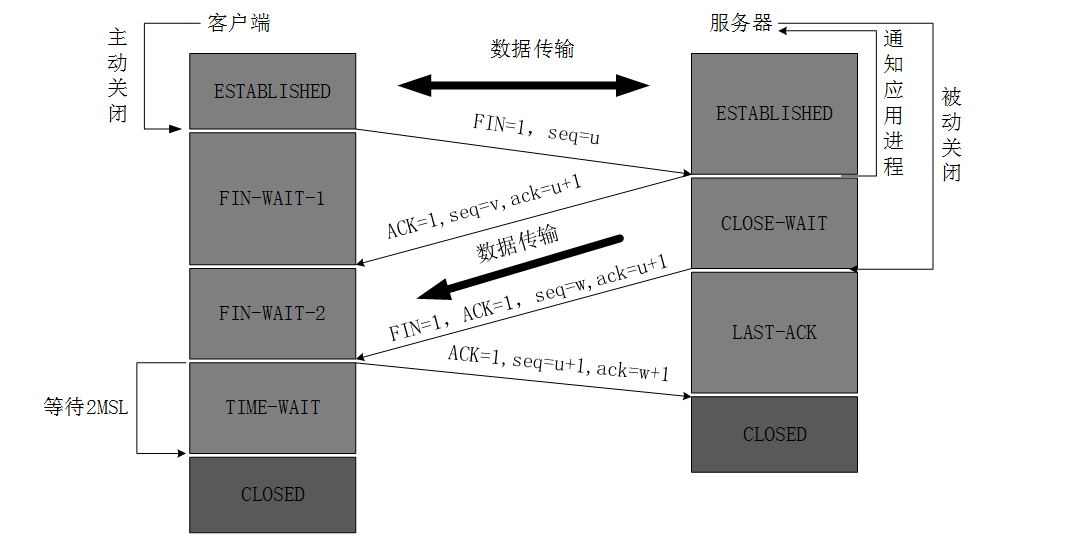 客户端
服务器
主动关闭
数据传输
通知应用进程
被动关闭
ESTABLISHED
ESTABLISHED
FIN=1, seq=u
FIN-WAIT-1
ACK=1,seq=v,ack=u+1
CLOSE-WAIT
数据传输
FIN-WAIT-2
FIN=1, ACK=1, seq=w,ack=u+1
LAST-ACK
ACK=1,seq=u+1,ack=w+1
等待2MSL
TIME-WAIT
CLOSED
CLOSED